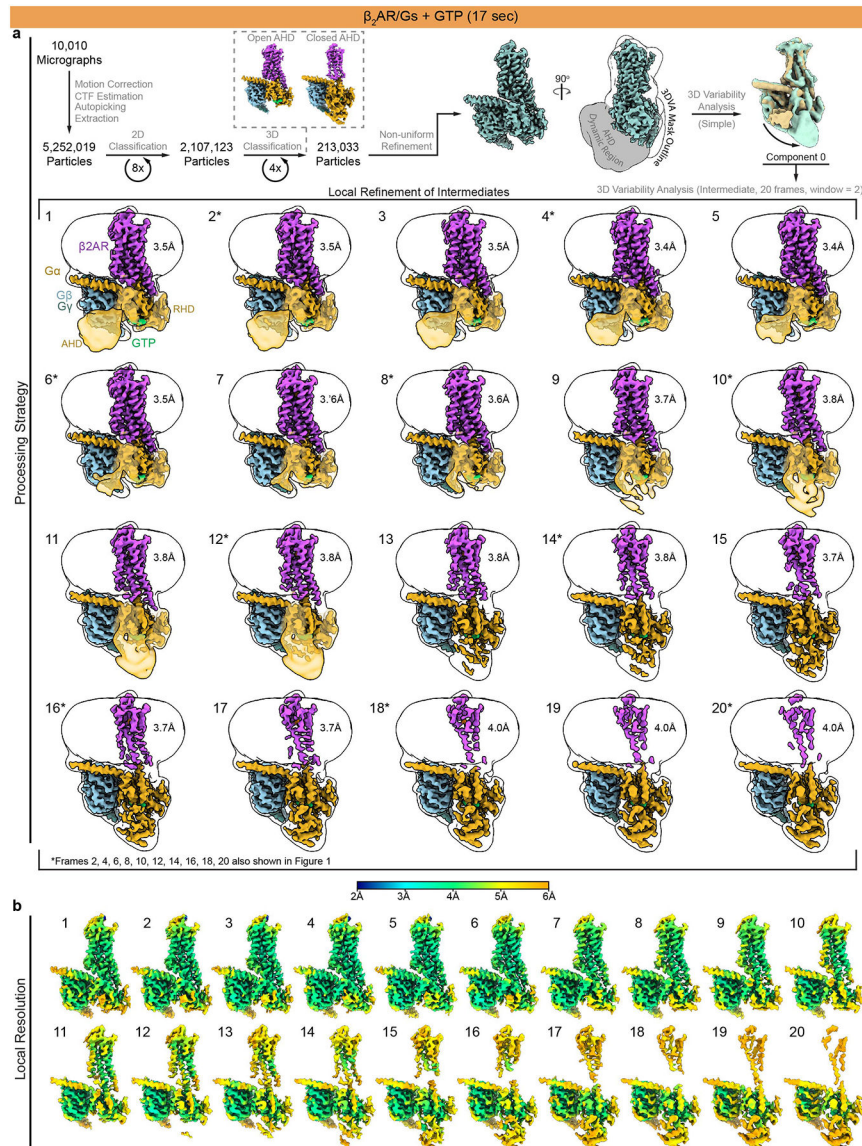 β₂AR/Gs + GTP (17 sec)
a
10,010
Micrographs
Motion Correction
CTF Estimation
Autopicking
Extraction
5,252,019
Particles
2D
Classification
8x
2,107,123
Particles
Open AHD
Closed AHD
3D
Classification
4x
213,033
Particles
Non-uniform
Refinement
90°
AHD
Dynamic Region
3DVA Mask Outline
3D Variability
Analysis
(Simple)
Component 0
3D Variability Analysis (Intermediate, 20 frames, window = 2)
Processing Strategy
Local Refinement of Intermediates
1
β2AR
3.5Å
Gα
Gβ
Gγ
RHD
AHD
GTP
2*
3.5Å
3
3.5Å
4*
3.4Å
5
3.4Å
6*
3.5Å
7
3.'6Å
8*
3.6Å
9
3.7Å
10*
3.8Å
11
3.8Å
12*
3.8Å
13
3.8Å
14*
3.8Å
15
3.7Å
16*
3.7Å
17
3.7Å
18*
4.0Å
19
4.0Å
20*
4.0Å
*Frames 2, 4, 6, 8, 10, 12, 14, 16, 18, 20 also shown in Figure 1
b
2Å 3Å 4Å 5Å 6Å
Local Resolution
1 2 3 4 5 6 7 8 9 10
11 12 13 14 15 16 17 18 19 20